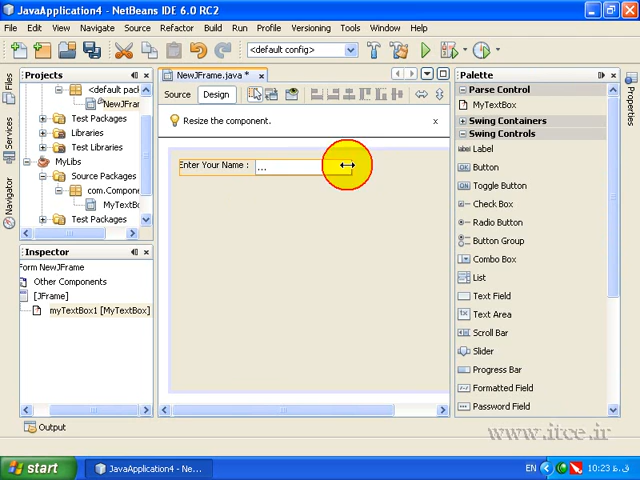 JavaApplication4 - NetBeans IDE 6.0 RC2
File Edit View Navigate Source Refactor Build Run Profile Versioning Tools Window Help
<default config>
Files
Services
Navigator
Projects
<default pack
NewJFrar
Test Packages
Libraries
Test Libraries
MyLibs
Source Packages
com.Compone
MyTextBo
Test Packages
Inspector
Form NewJFrame
Other Components
[JFrame]
myTextBox1 [MyTextBox]
NewJFrame.java * x
Source Design
Resize the component. x
Enter Your Name : ...
Palette
Parse Control
MyTextBox
Swing Containers
Swing Controls
Label
Button
Toggle Button
Check Box
Radio Button
Button Group
Combo Box
List
Text Field
Text Area
Scroll Bar
Slider
Progress Bar
Formatted Field
Password Field
Properties
Output
www.itce.ir
start
JavaApplication4 - Ne...
EN
10:23 ق.ظ